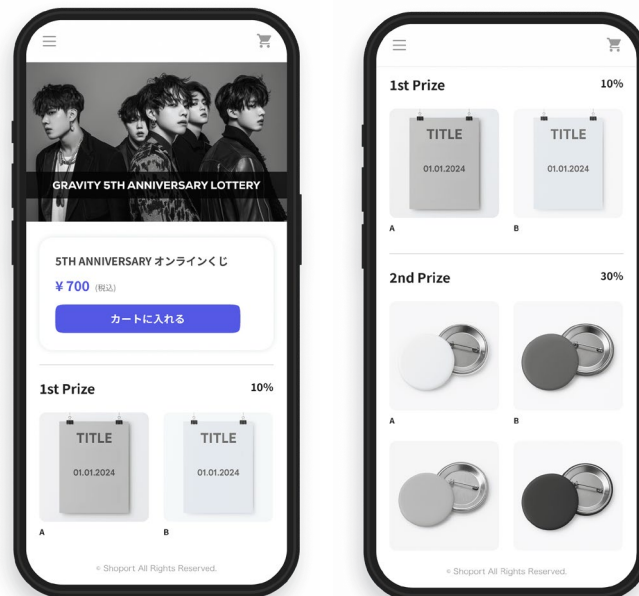 GRAVITY 5TH ANNIVERSARY LOTTERY
5TH ANNIVERSARY オンラインくじ
¥700 (税込)
カートに入れる
1st Prize 10%
TITLE TITLE
01.01.2024 01.01.2024
A B
© Shoport All Rights Reserved.
1st Prize 10%
TITLE TITLE
01.01.2024 01.01.2024
A B
2nd Prize 30%
A B
© Shoport All Rights Reserved.